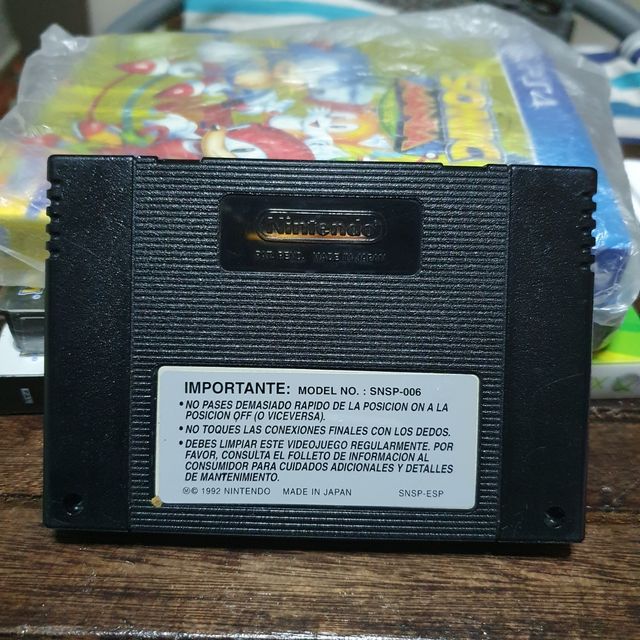 SONIC
MANIA
PS4
Nintendo
PAT. PEND. MADE IN JAPAN
IMPORTANTE: MODEL NO. : SNSP-006
• NO PASES DEMASIADO RAPIDO DE LA POSICION ON A LA
POSICION OFF (O VICEVERSA).
• NO TOQUES LAS CONEXIONES FINALES CON LOS DEDOS.
• DEBES LIMPIAR ESTE VIDEOJUEGO REGULARMENTE. POR
FAVOR, CONSULTA EL FOLLETO DE INFORMACION AL
CONSUMIDOR PARA CUIDADOS ADICIONALES Y DETALLES
DE MANTENIMIENTO.
Ⓜ© 1992 NINTENDO MADE IN JAPAN SNSP-ESP